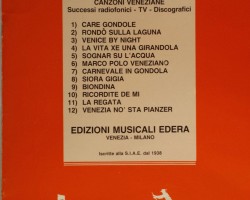 CANZONI VENEZIANE
Successi radiofonici - TV - Discografici
1) CARE GONDOLE
2) RONDÒ SULLA LAGUNA
3) VENICE BY NIGHT
4) LA VITA XE UNA GIRANDOLA
5) SOGNAR SU L'ACQUA
6) MARCO POLO VENEZIANO
7) CARNEVALE IN GONDOLA
8) SIORA GIGIA
9) BIONDINA
10) RICORDITE DE MI
11) LA REGATA
12) VENEZIA NO' STA PIANZER
EDIZIONI MUSICALI EDERA
VENEZIA - MILANO
Iscritte alla S.I.A.E. dal 1938